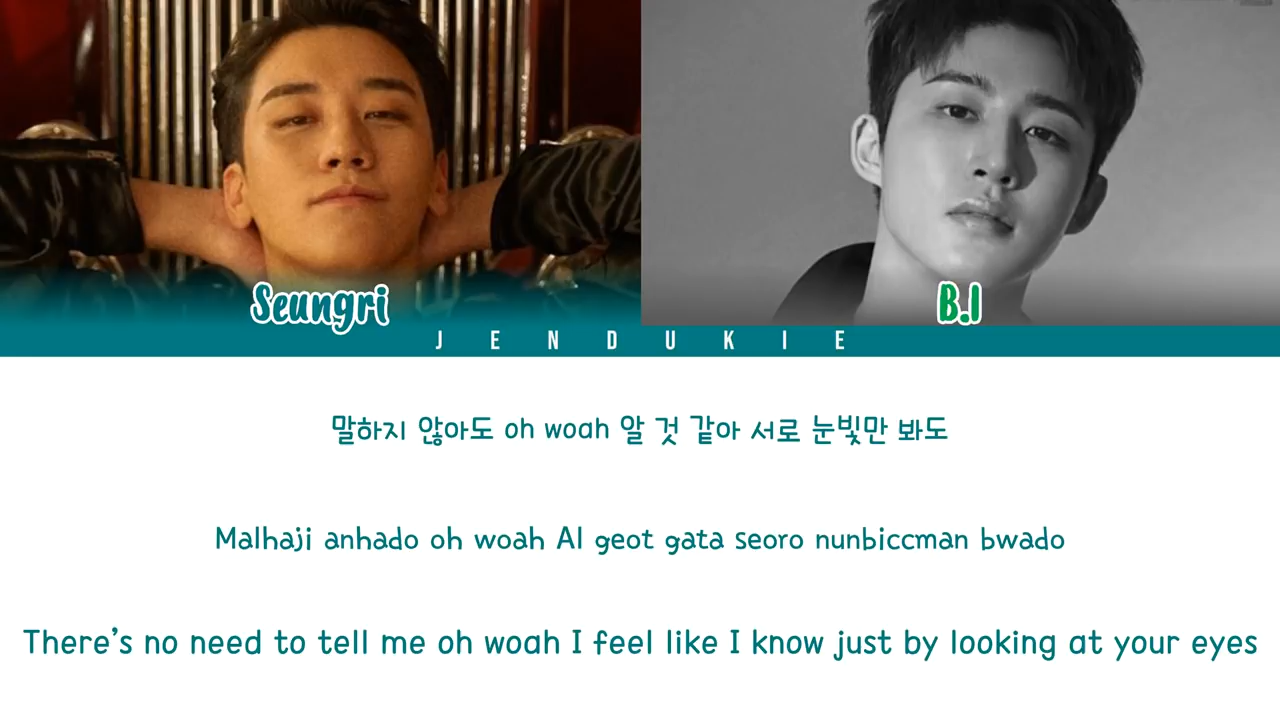 Seungri
B.I
JENDUKIE
말하지 않아도 oh woah 알 것 같아 서로 눈빛만 봐도
Malhaji anhado oh woah Al geot gata seoro nunbiccman bwado
There's no need to tell me oh woah I feel like I know just by looking at your eyes